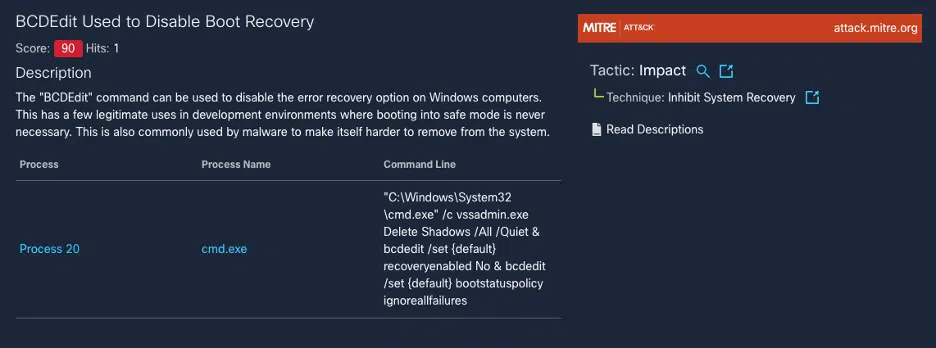 BCDEdit Used to Disable Boot Recovery
Score: 90 Hits: 1
Description
The "BCDEdit" command can be used to disable the error recovery option on Windows computers.
This has a few legitimate uses in development environments where booting into safe mode is never
necessary. This is also commonly used by malware to make itself harder to remove from the system.
Process Process Name Command Line
Process 20 cmd.exe
"C:\Windows\System32
\cmd.exe" /c vssadmin.exe
Delete Shadows /All /Quiet &
bcdedit /set {default}
recoveryenabled No & bcdedit
/set {default} bootstatuspolicy
ignoreallfailures
MITRE | ATT&CK attack.mitre.org
Tactic: Impact
Technique: Inhibit System Recovery
Read Descriptions